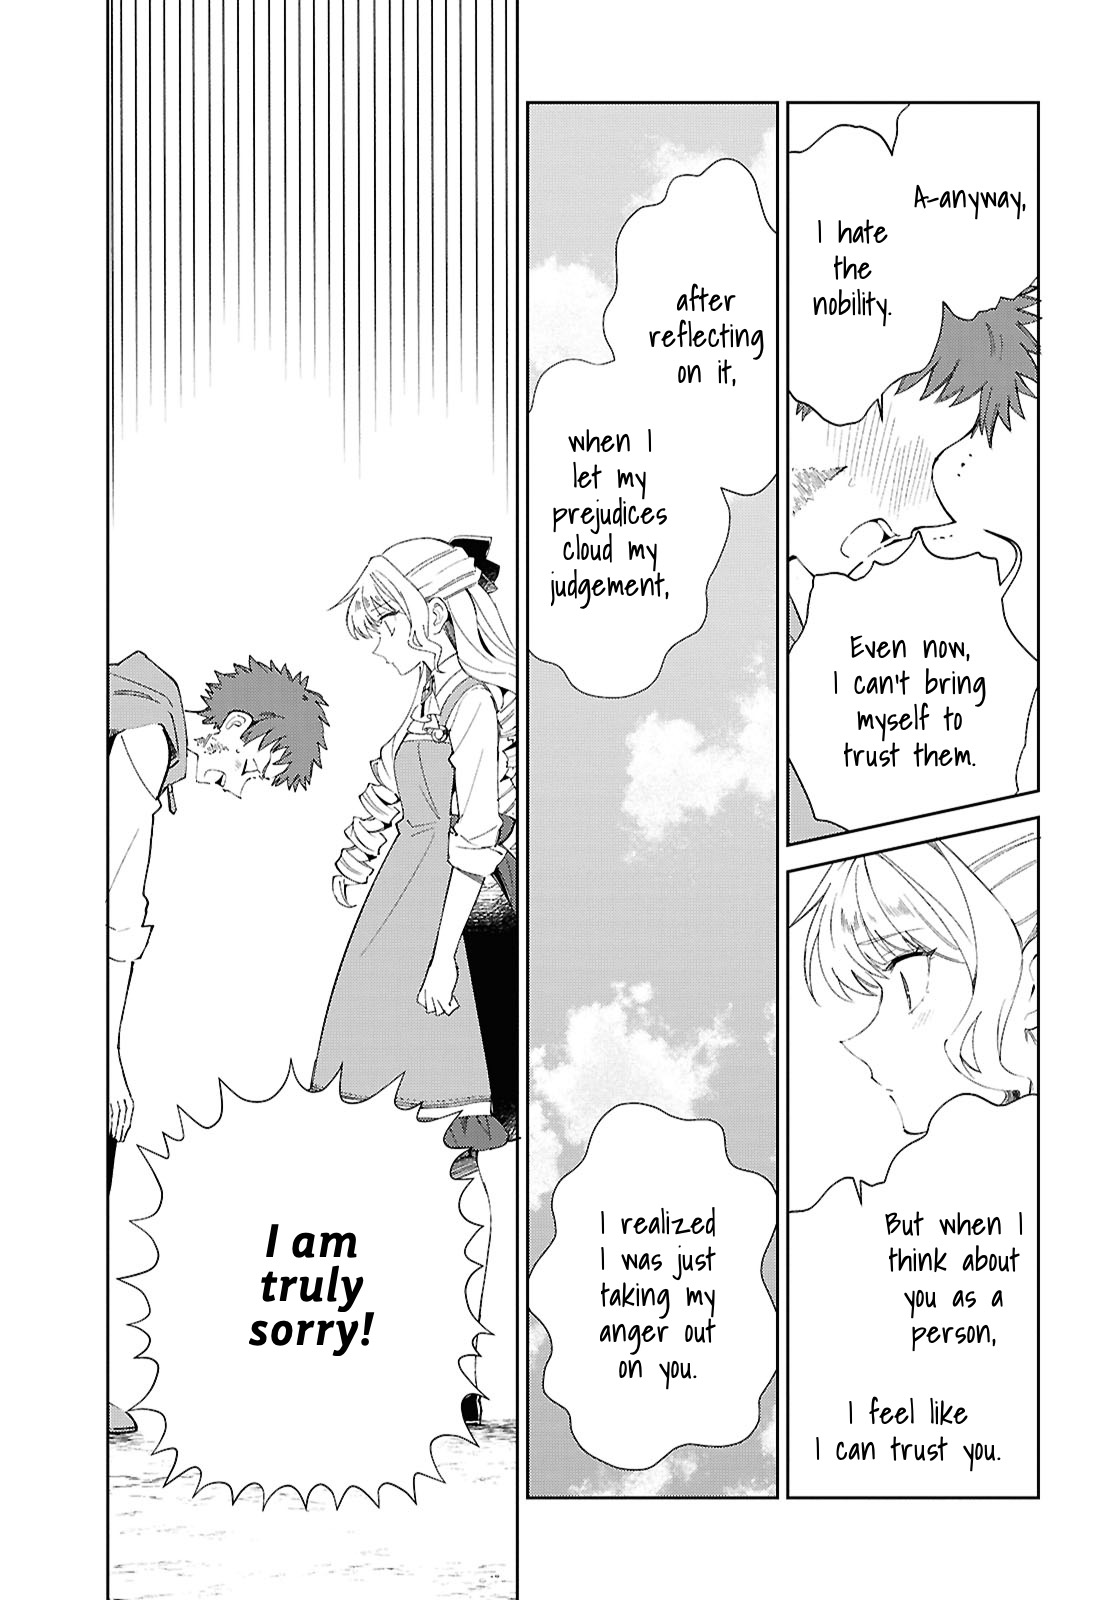 A-anyway,
I hate
the
nobility.
Even now,
I can't bring
myself to
trust them.
But when I
think about
you as a
person,
I feel like
I can trust you.
after
reflecting
on it,
when I
let my
prejudices
cloud my
judgement,
I realized
I was just
taking my
anger out
on you.
I am
truly
sorry!